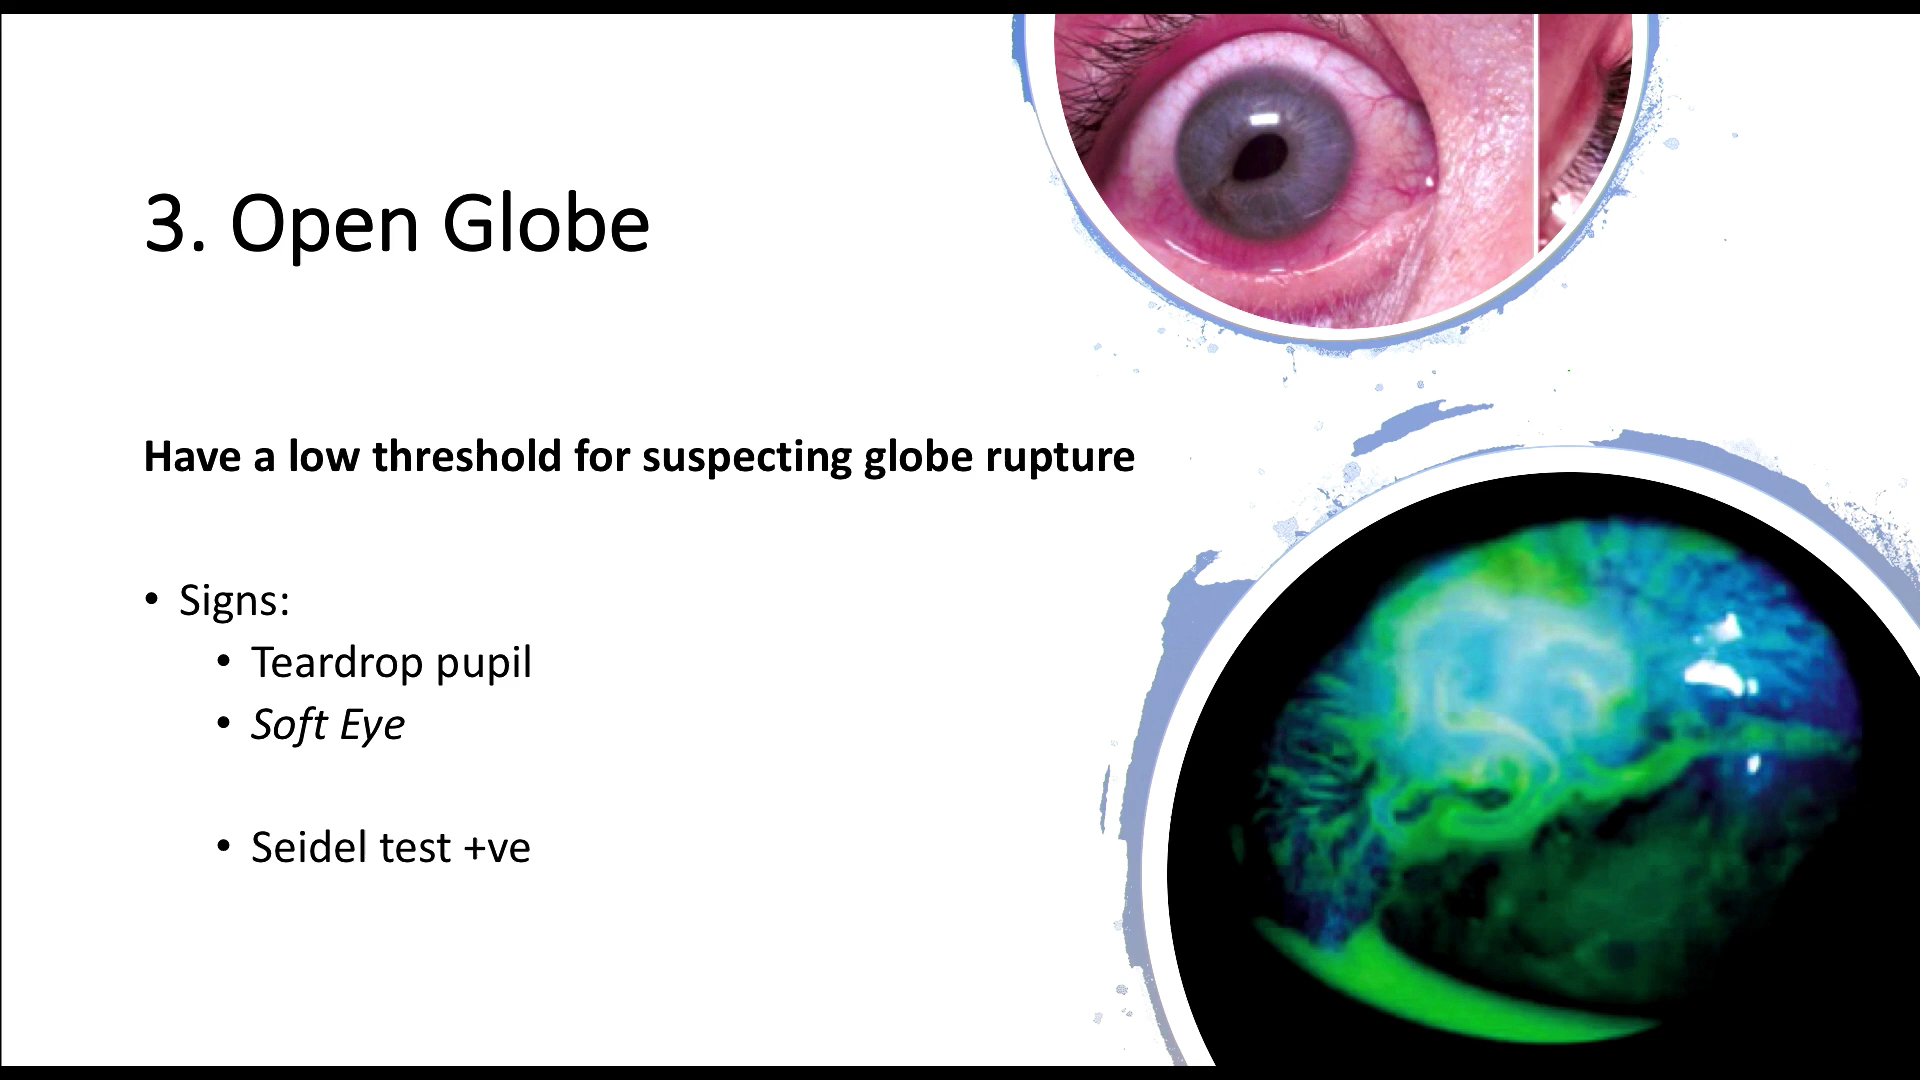 3. Open Globe
Have a low threshold for suspecting globe rupture
• Signs:
• Teardrop pupil
• Soft Eye
• Seidel test +ve